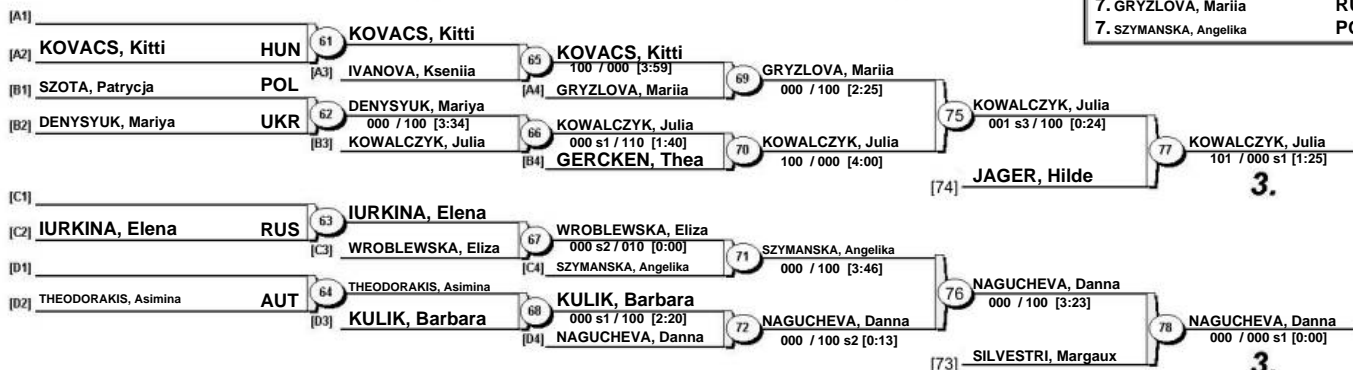 7. GRYZLOVA, Mariia RU
7. SZYMANSKA, Angelika PO
[A1]
[A2] KOVACS, Kitti HUN
61
KOVACS, Kitti
[A3] IVANOVA, Kseniia
65
KOVACS, Kitti
100 / 000 [3:59]
[A4] GRYZLOVA, Mariia
69
GRYZLOVA, Mariia
000 / 100 [2:25]
[B1] SZOTA, Patrycja POL
[B2] DENYSYUK, Mariya UKR
62
DENYSYUK, Mariya
000 / 100 [3:34]
[B3] KOWALCZYK, Julia
66
KOWALCZYK, Julia
000 s1 / 110 [1:40]
[B4] GERCKEN, Thea
70
KOWALCZYK, Julia
100 / 000 [4:00]
75
KOWALCZYK, Julia
001 s3 / 100 [0:24]
[74] JAGER, Hilde
77
KOWALCZYK, Julia
101 / 000 s1 [1:25]
3.
[C1]
[C2] IURKINA, Elena RUS
63
IURKINA, Elena
[C3] WROBLEWSKA, Eliza
67
WROBLEWSKA, Eliza
000 s2 / 010 [0:00]
[C4] SZYMANSKA, Angelika
71
SZYMANSKA, Angelika
000 / 100 [3:46]
[D1]
[D2] THEODORAKIS, Asimina AUT
64
THEODORAKIS, Asimina
[D3] KULIK, Barbara
68
KULIK, Barbara
000 s1 / 100 [2:20]
[D4] NAGUCHEVA, Danna
72
NAGUCHEVA, Danna
000 / 100 s2 [0:13]
76
NAGUCHEVA, Danna
000 / 100 [3:23]
[73] SILVESTRI, Margaux
78
NAGUCHEVA, Danna
000 / 000 s1 [0:00]
3.